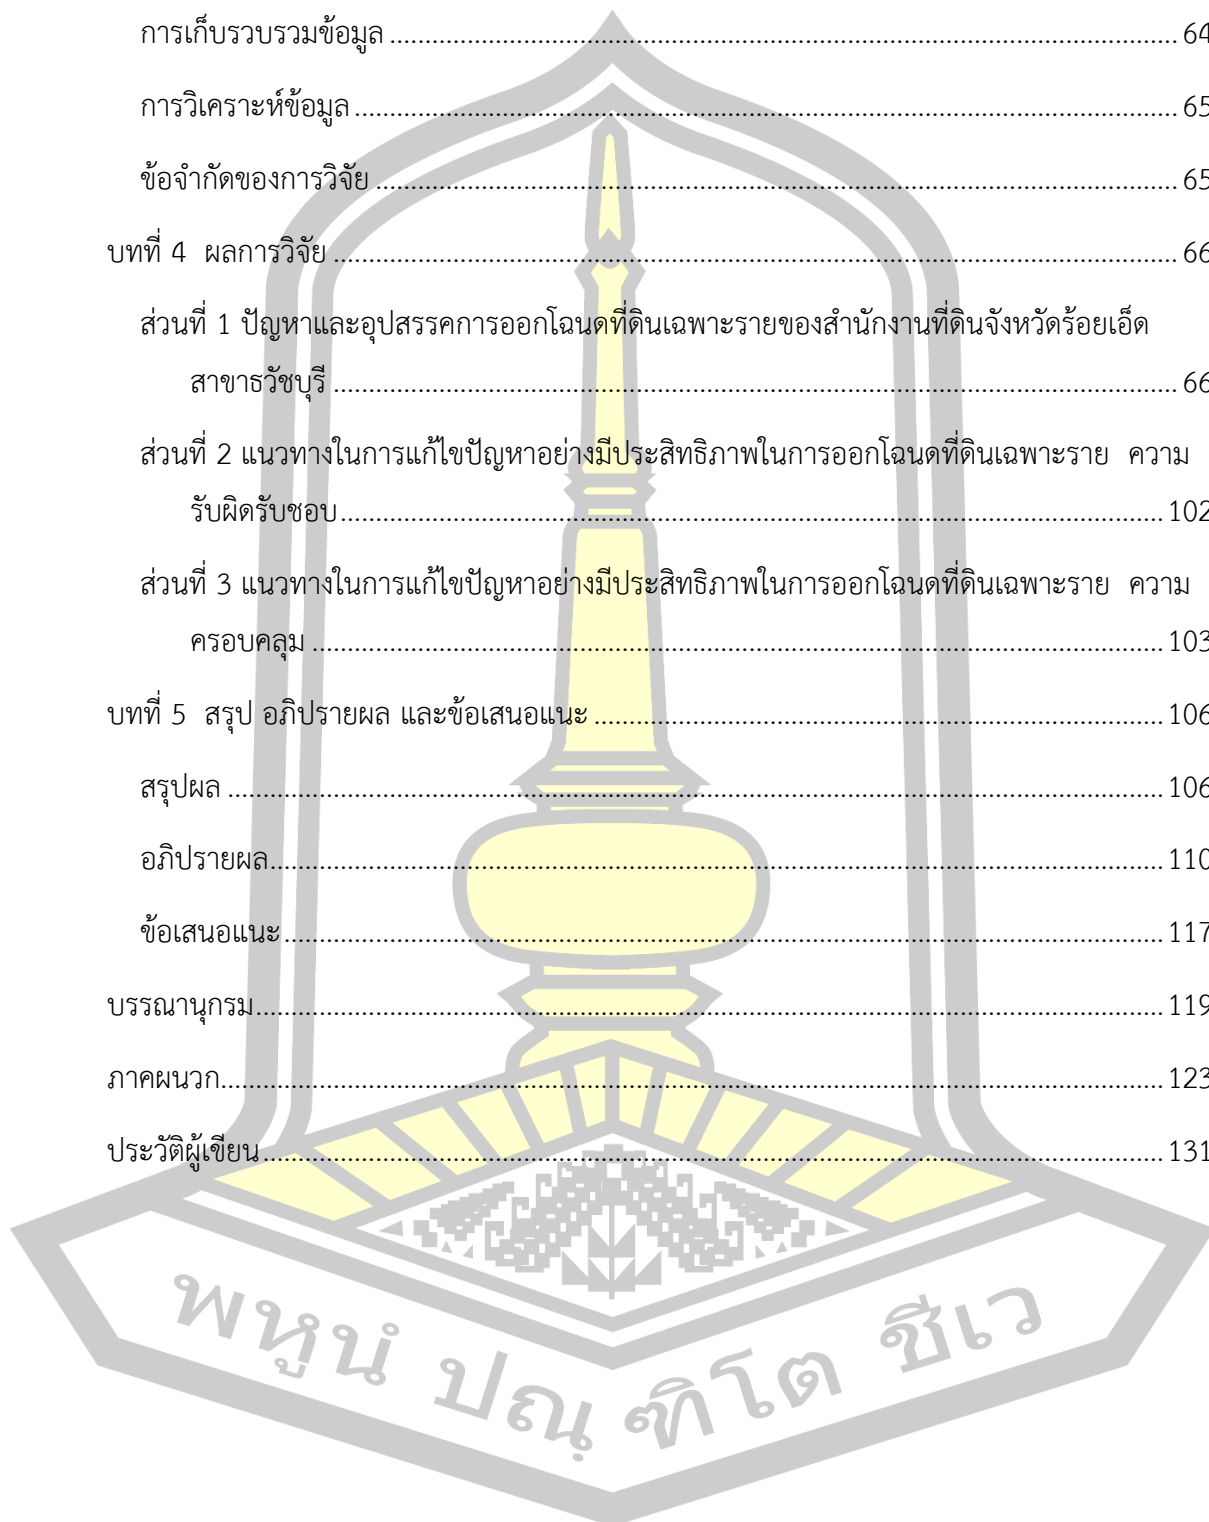 การเก็บรวบรวมข้อมูล ........ 64
การวิเคราะห์ข้อมูล ........ 65
ข้อจำกัดของการวิจัย ........ 65
บทที่ 4 ผลการวิจัย ........ 66
ส่วนที่ 1 ปัญหาและอุปสรรคการออกโฉนดที่ดินเฉพาะรายของสำนักงานที่ดินจังหวัดร้อยเอ็ด
สาขาธวัชบุรี ........ 66
ส่วนที่ 2 แนวทางในการแก้ไขปัญหาอย่างมีประสิทธิภาพในการออกโฉนดที่ดินเฉพาะราย ความ
รับผิดรับชอบ ........ 102
ส่วนที่ 3 แนวทางในการแก้ไขปัญหาอย่างมีประสิทธิภาพในการออกโฉนดที่ดินเฉพาะราย ความ
ครอบคลุม ........ 103
บทที่ 5 สรุป อภิปรายผล และข้อเสนอแนะ ........ 106
สรุปผล ........ 106
อภิปรายผล ........ 110
ข้อเสนอแนะ ........ 117
บรรณานุกรม ........ 119
ภาคผนวก ........ 123
ประวัติผู้เขียน ........ 131
พหูนํ ปณฺฑิโต ชีเว